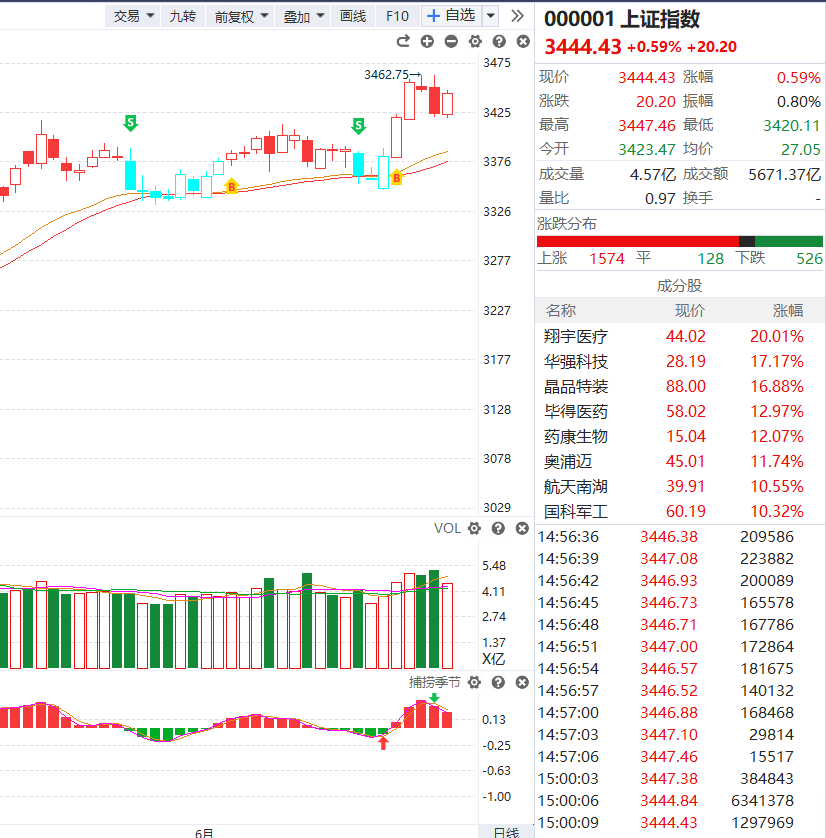 交易 九转 前复权 叠加 画线 F10 自选
3462.75→
3475
3425
3376
3326
3277
3227
3177
3128
3078
3029
S
B
S
B
VOL
5.48
4.11
2.74
1.37
X亿
捕捞季节
0.13
-0.25
-0.63
-1.00
6月
日线
000001 上证指数
3444.43 +0.59% +20.20
现价 3444.43 涨幅 0.59%
涨跌 20.20 振幅 0.80%
最高 3447.46 最低 3420.11
今开 3423.47 均价 27.05
成交量 4.57亿 成交额 5671.37亿
量比 0.97 换手 -
涨跌分布
上涨 1574 平 128 下跌 526
成分股
名称 现价 涨幅
翔宇医疗 44.02 20.01%
华强科技 28.19 17.17%
晶品特装 88.00 16.88%
毕得医药 58.02 12.97%
药康生物 15.04 12.07%
奥浦迈 45.01 11.74%
航天南湖 39.91 10.55%
国科军工 60.19 10.32%
14:56:36 3446.38 209586
14:56:39 3447.08 223882
14:56:42 3446.93 200089
14:56:45 3446.73 165578
14:56:48 3446.71 167786
14:56:51 3447.00 172864
14:56:54 3446.57 181675
14:56:57 3446.52 140132
14:57:00 3446.88 168468
14:57:03 3447.10 29814
14:57:06 3447.46 15517
15:00:03 3447.38 384843
15:00:06 3444.84 6341378
15:00:09 3444.43 1297969